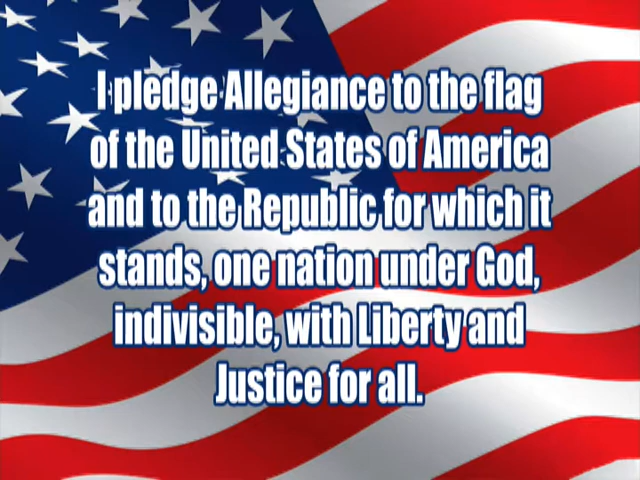 I pledge Allegiance to the flag
of the United States of America
and to the Republic for which it
stands, one nation under God,
indivisible, with Liberty and
Justice for all.